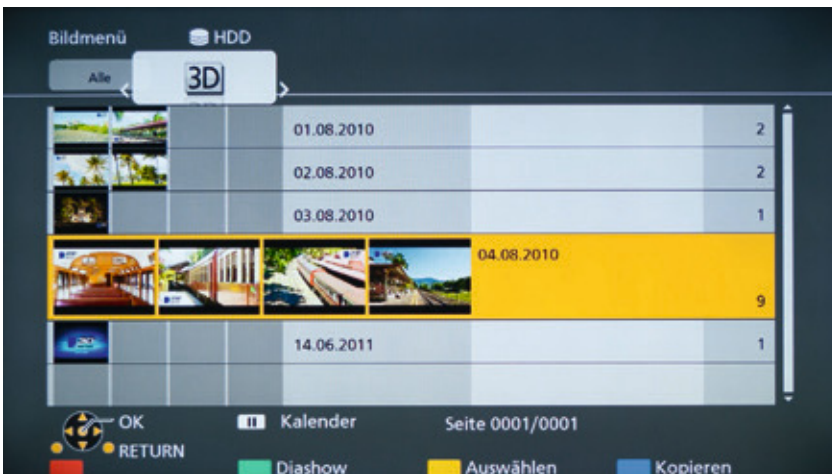 Bildmenü HDD
Alle 3D
01.08.2010 2
02.08.2010 2
03.08.2010 1
04.08.2010
9
3D
14.06.2011 1
OK Kalender Seite 0001/0001
RETURN
Diashow Auswählen Kopieren